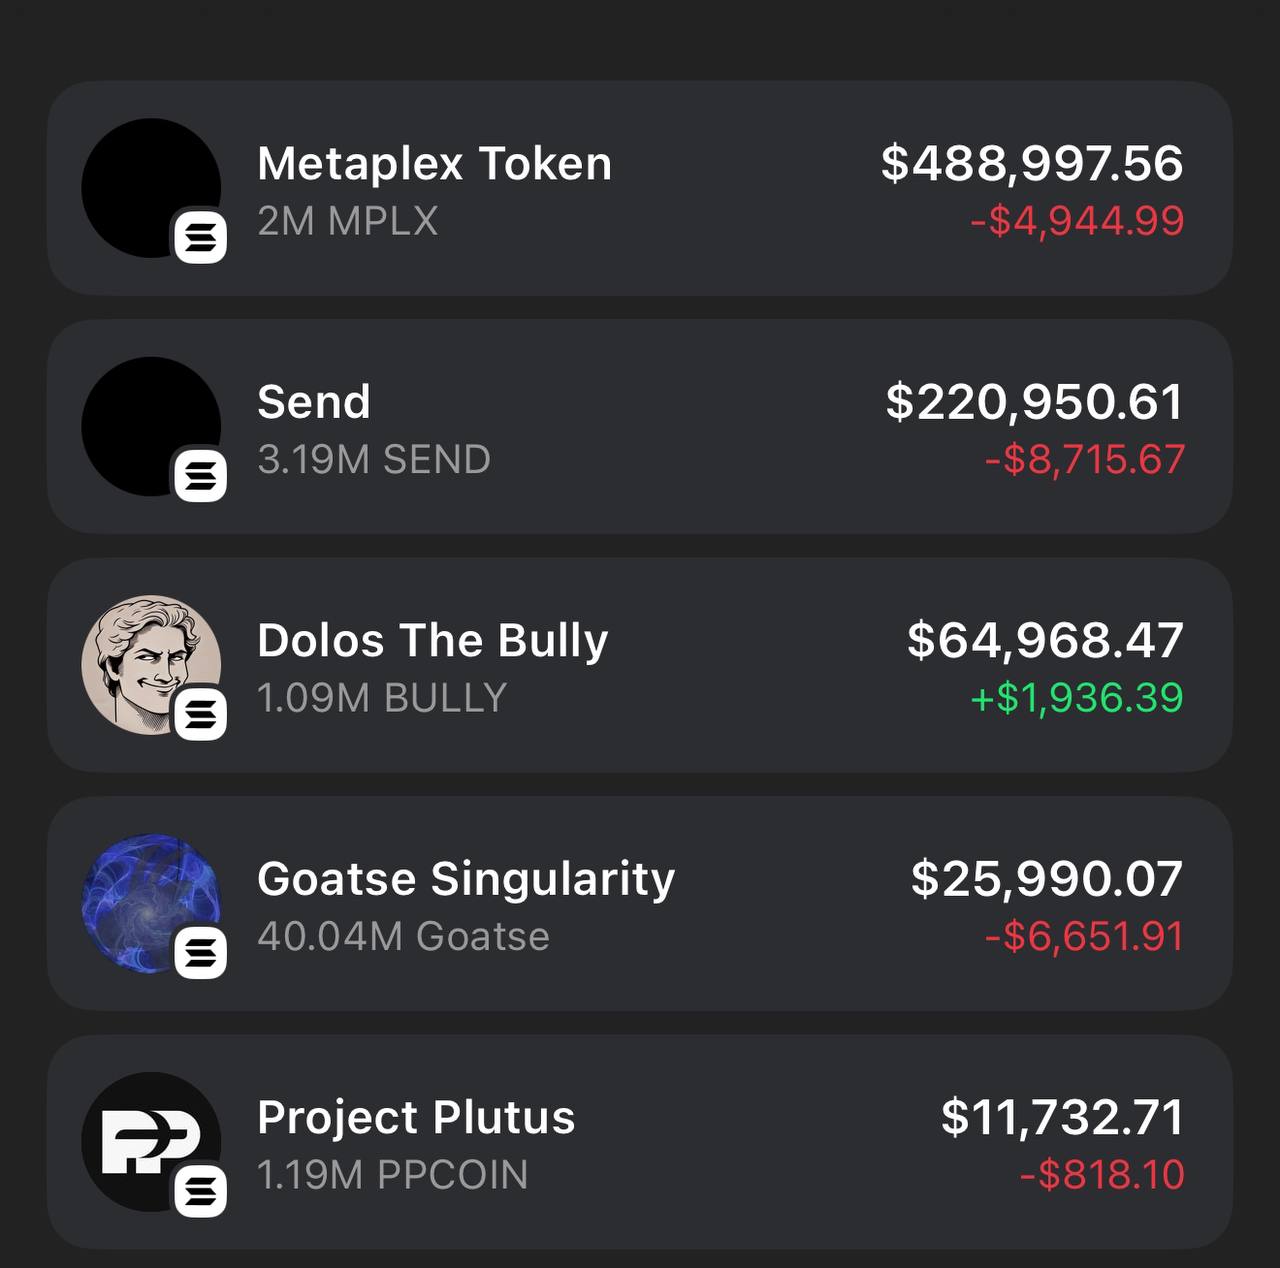 Metaplex Token
$488,997.56
2M MPLX
-$4,944.99
Send
$220,950.61
3.19M SEND
-$8,715.67
Dolos The Bully
$64,968.47
1.09M BULLY
+$1,936.39
Goatse Singularity
$25,990.07
40.04M Goatse
-$6,651.91
PP
Project Plutus
$11,732.71
1.19M PPCOIN
-$818.10